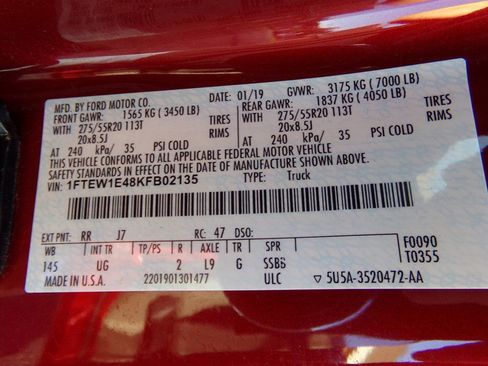 MFD. BY FORD MOTOR CO. DATE: 01/19 GVWR: 3175 KG ( 7000 LB)
FRONT GAWR: 1565 KG ( 3450 LB) REAR GAWR: 1837 KG ( 4050 LB)
WITH 275/55R20 113T TIRES WITH 275/55R20 113T TIRES
20x8.5J 20x8.5J
AT 240 kPa/ 35 PSI COLD AT 240 kPa/ 35 PSI COLD
THIS VEHICLE CONFORMS TO ALL APPLICABLE FEDERAL MOTOR VEHICLE
SAFETY STANDARDS IN EFFECT ON THE DATE OF MANUFACTURE SHOWN ABOVE.
VIN: 1FTEW1E48KFB02135 TYPE: Truck
EXT PNT: RR J7 RC: 47 DSO:
WB INT TR TP/PS R AXLE TR SPR F0090
145 UG 2 L9 G SSBB T0355
MADE IN U.S.A. 2201901301477 ULC 5U5A-3520472-AA